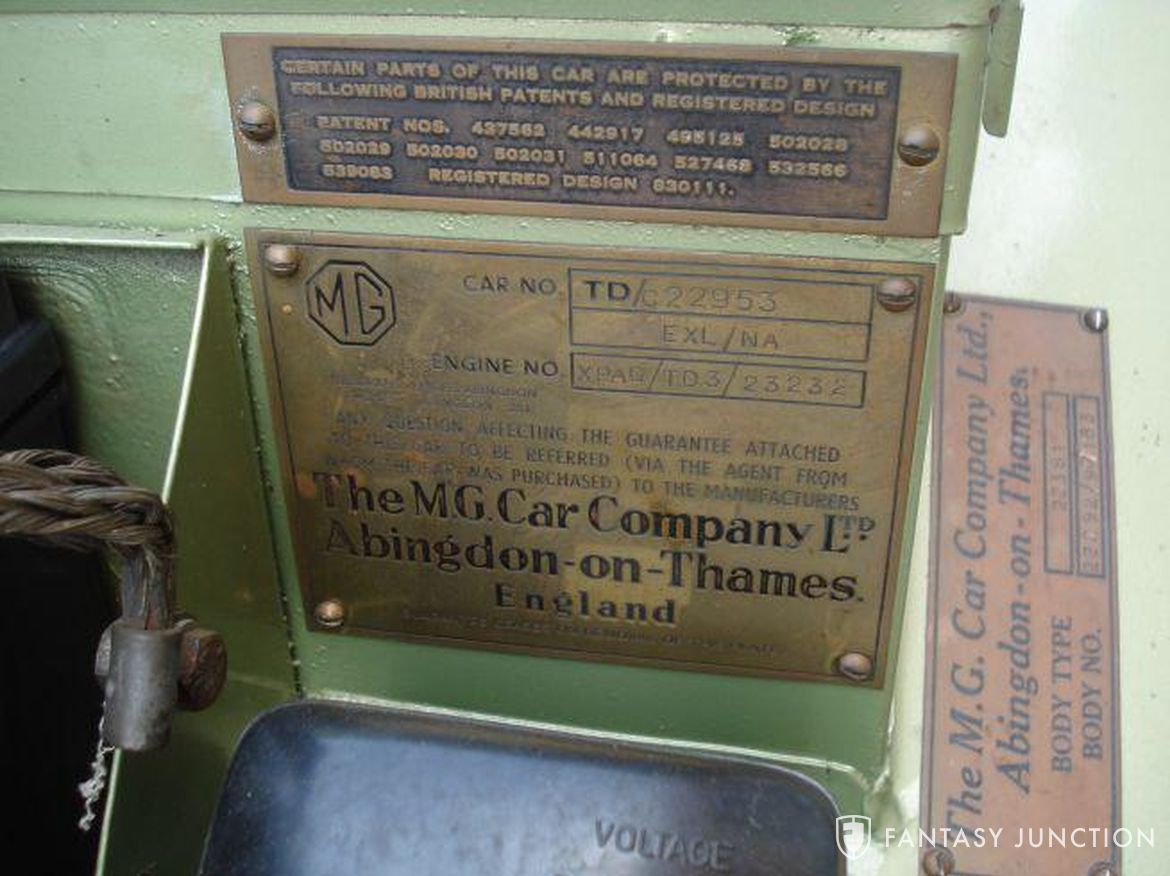 CERTAIN PARTS OF THIS CAR ARE PROTECTED BY THE
FOLLOWING BRITISH PATENTS AND REGISTERED DESIGN
PATENT NOS. 437562 442917 495125 502028
502029 502030 502031 511064 527468 532566
539083 REGISTERED DESIGN 830111.
MG
CAR NO. TD/C22953
EXL/NA
ENGINE NO. XPAG/TD3/23232
ANY QUESTION AFFECTING THE GUARANTEE ATTACHED
TO THIS CAR TO BE REFERRED (VIA THE AGENT FROM
WHOM THE CAR WAS PURCHASED) TO THE MANUFACTURERS
The M.G. Car Company LTD
Abingdon-on-Thames.
England
The M.G. Car Company Ltd.,
Abingdon-on-Thames.
BODY TYPE 22381
BODY NO.
VOLTAGE
FANTASY JUNCTION